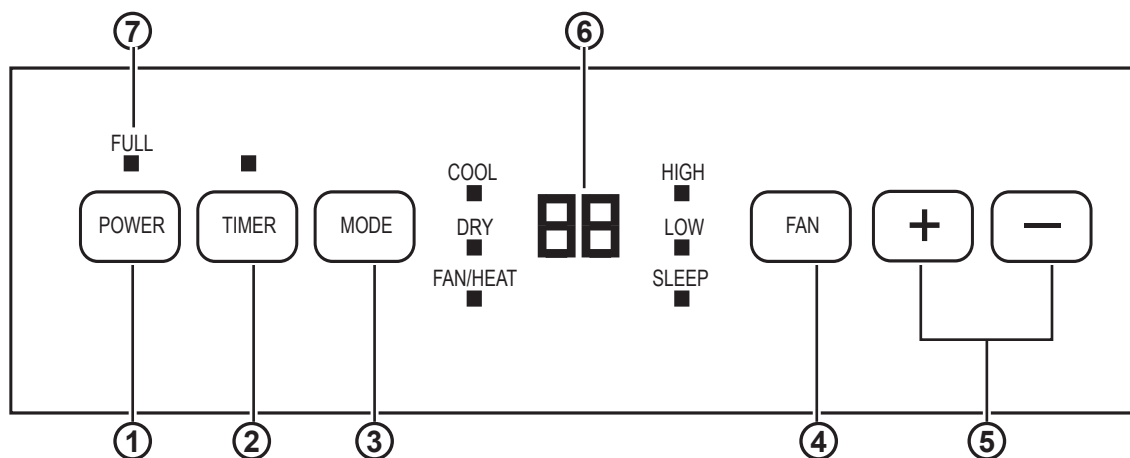 7 6
FULL
COOL HIGH
POWER TIMER MODE DRY 88 LOW FAN + −
FAN/HEAT SLEEP
1 2 3 4 5